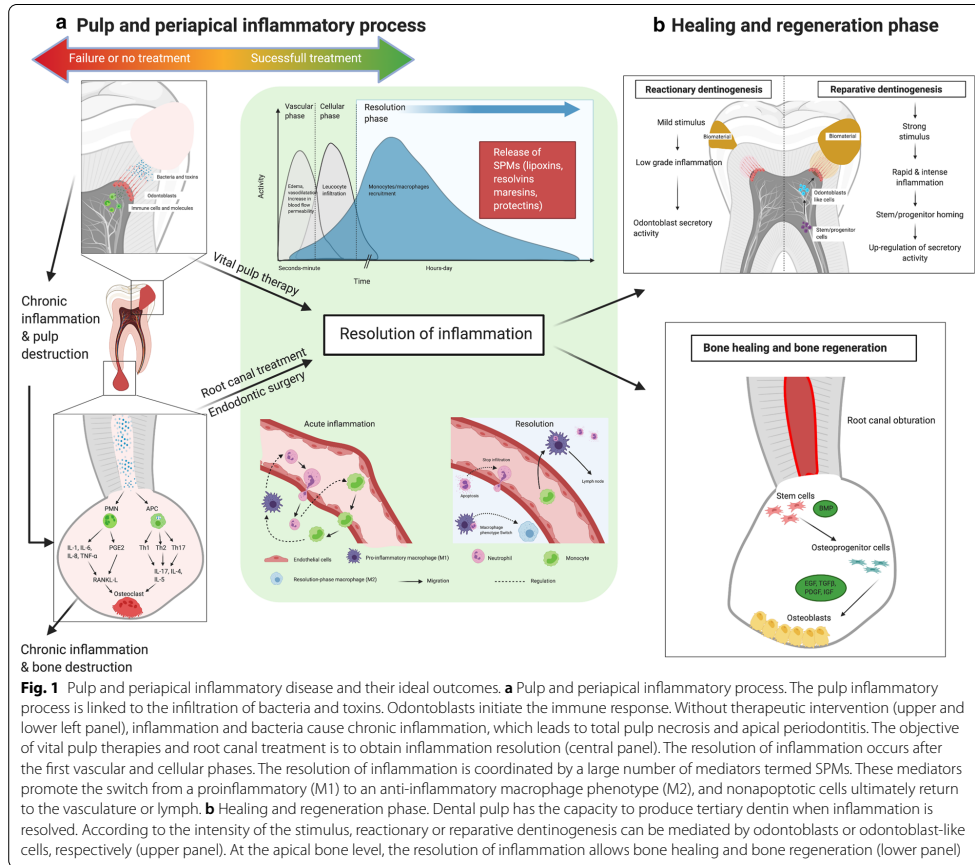 a Pulp and periapical inflammatory process
Failure or no treatment
Sucessfull treatment
Bacteria and toxins
Odontoblasts
Immune cells and molecules
Chronic
inflammation
& pulp
destruction
Vital pulp therapy
Root canal treatment
Endodontic surgery
PMN
APC
IL-1, IL-6,
IL-8, TNF-α
PGE2
Th1
Th2
Th17
IL-17, IL-4,
IL-5
RANKL-L
Osteoclast
Chronic inflammation
& bone destruction
Vascular
phase
Cellular
phase
Resolution
phase
Activity
Edema,
vasodilatation
Increase in
blood flow
permeability
Leucocyte
infiltration
Monocytes/macrophages
recruitment
Release of
SPMs (lipoxins,
resolvins
maresins,
protectins)
Seconda-minute
Time
Hours-day
Resolution of inflammation
Acute inflammation
Resolution
Stop infiltration
Apoptosis
Macrophage
phenotype Switch
Lymph node
Endothelial cells
Pro-inflammatory macrophage (M1)
Neutrophil
Monocyte
Resolution-phase macrophage (M2)
Migration
Regulation
b Healing and regeneration phase
Reactionary dentinogenesis
Reparative dentinogenesis
Mild stimulus
Low grade inflammation
Odontoblast secretory
activity
Biomaterial
Biomaterial
Odontoblasts
like cells
Stem/progenitor
cells
Strong
stimulus
Rapid & intense
inflammation
Stem/progenitor homing
Up-regulation of secretory
activity
Bone healing and bone regeneration
Root canal obturation
Stem cells
BMP
Osteoprogenitor cells
EGF, TGFβ,
PDGF, IGF
Osteoblasts
Fig. 1 Pulp and periapical inflammatory disease and their ideal outcomes. a Pulp and periapical inflammatory process. The pulp inflammatory
process is linked to the infiltration of bacteria and toxins. Odontoblasts initiate the immune response. Without therapeutic intervention (upper and
lower left panel), inflammation and bacteria cause chronic inflammation, which leads to total pulp necrosis and apical periodontitis. The objective
of vital pulp therapies and root canal treatment is to obtain inflammation resolution (central panel). The resolution of inflammation occurs after
the first vascular and cellular phases. The resolution of inflammation is coordinated by a large number of mediators termed SPMs. These mediators
promote the switch from a proinflammatory (M1) to an anti-inflammatory macrophage phenotype (M2), and nonapoptotic cells ultimately return
to the vasculature or lymph. b Healing and regeneration phase. Dental pulp has the capacity to produce tertiary dentin when inflammation is
resolved. According to the intensity of the stimulus, reactionary or reparative dentinogenesis can be mediated by odontoblasts or odontoblast-like
cells, respectively (upper panel). At the apical bone level, the resolution of inflammation allows bone healing and bone regeneration (lower panel)